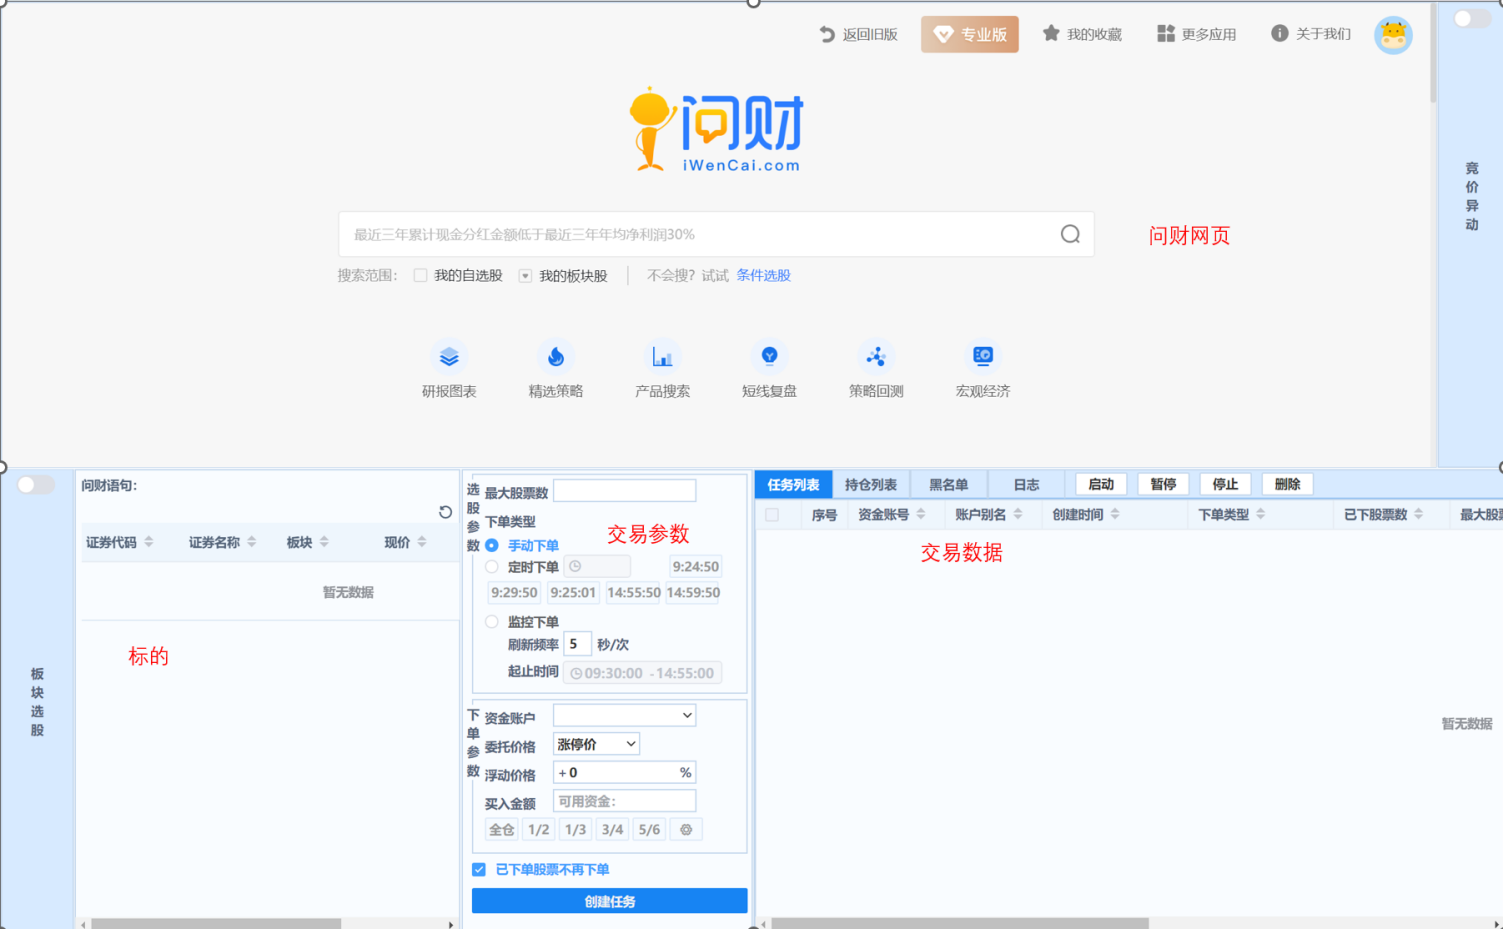 返回旧版 专业版 我的收藏 更多应用 关于我们
问财
iWenCai.com
最近三年累计现金分红金额低于最近三年年均净利润30%
问财网页
搜索范围: 我的自选股 我的板块股 不会搜? 试试 条件选股
研报图表 精选策略 产品搜索 短线复盘 策略回测 宏观经济
竞价异动
板块选股
问财语句:
证券代码 证券名称 板块 现价
暂无数据
标的
选股参数
最大股票数
下单类型
交易参数
手动下单
定时下单 9:24:50
9:29:50 9:25:01 14:55:50 14:59:50
监控下单
刷新频率 5 秒/次
起止时间 09:30:00 - 14:55:00
下单参数
资金账户
委托价格 涨停价
浮动价格 + 0 %
买入金额 可用资金:
全仓 1/2 1/3 3/4 5/6
已下单股票不再下单
创建任务
任务列表 持仓列表 黑名单 日志 启动 暂停 停止 删除
序号 资金账号 账户别名 创建时间 下单类型 已下股票数 最大股
交易数据
暂无数据